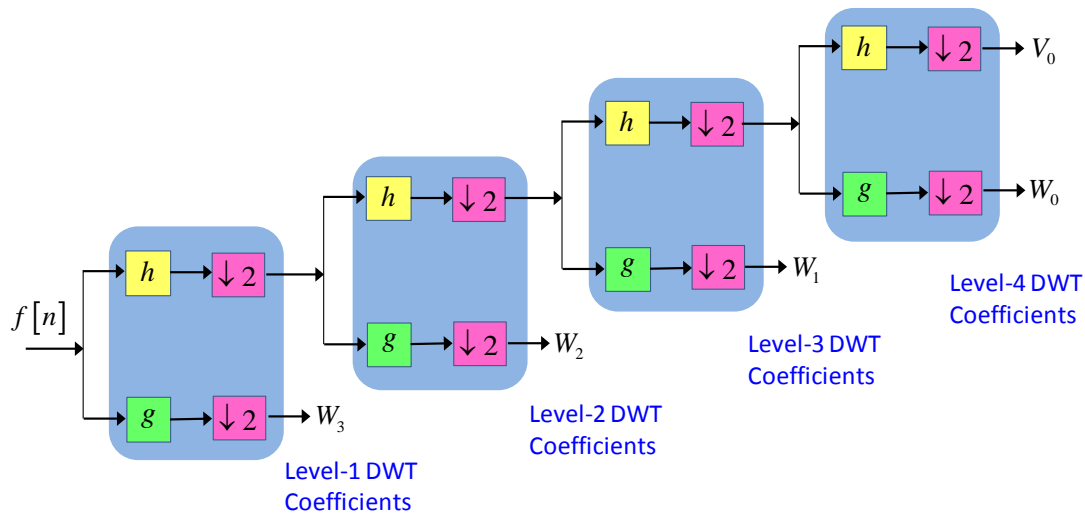 h ↓2 V₀
h ↓2
g ↓2 W₀
h ↓2
g ↓2 W₁
Level-4 DWT
Coefficients
h ↓2
f[n]
g ↓2 W₂
Level-3 DWT
Coefficients
g ↓2 W₃
Level-2 DWT
Coefficients
Level-1 DWT
Coefficients